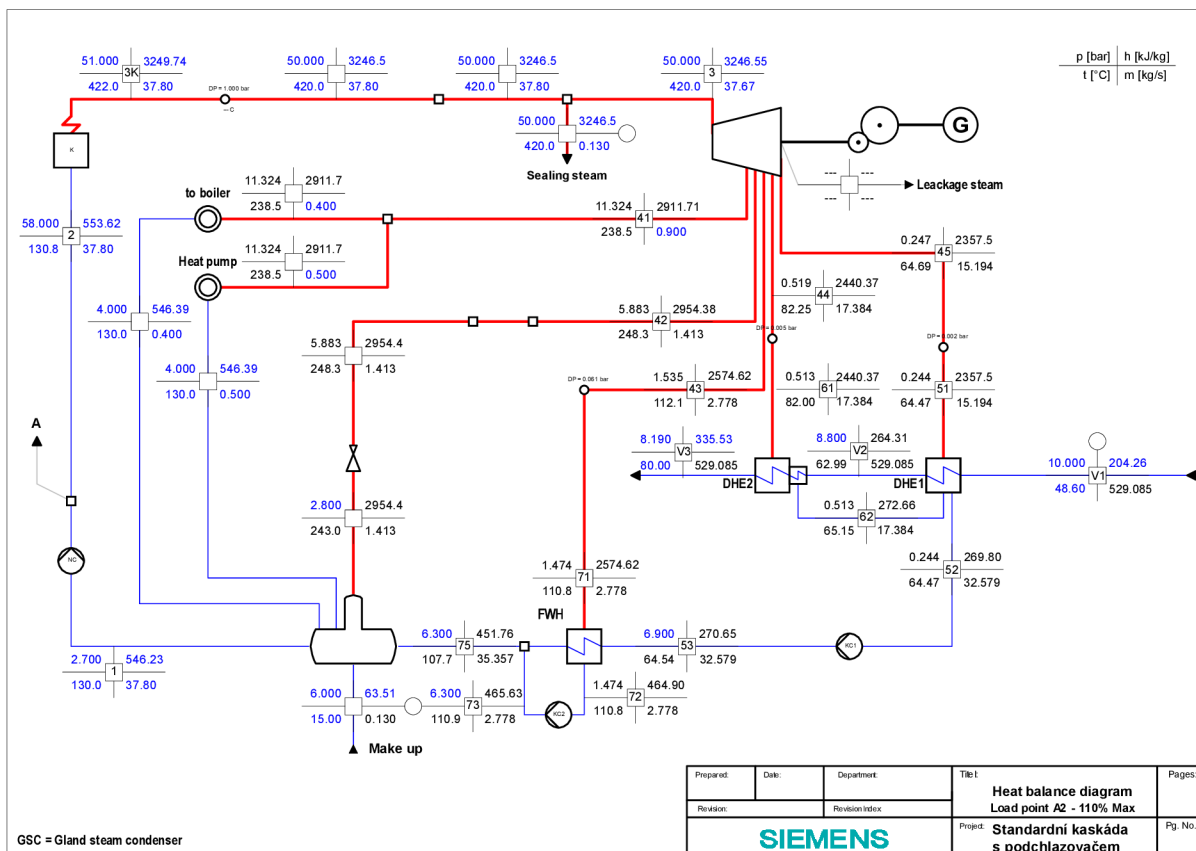 p [bar] h [kJ/kg]
t [°C] m [kg/s]
51.000 3249.74
3K
422.0 37.80
50.000 3246.5
420.0 37.80
50.000 3246.5
420.0 37.80
50.000 3246.55
3
420.0 37.67
DP = 1.000 bar
--- C
50.000 3246.5
420.0 0.130
Sealing steam
G
K
--- ---
--- ---
Leackage steam
to boiler
11.324 2911.7
238.5 0.400
11.324 2911.71
41
238.5 0.900
58.000 553.62
2
130.8 37.80
Heat pump
11.324 2911.7
238.5 0.500
0.247 2357.5
45
64.69 15.194
0.519 2440.37
44
82.25 17.384
4.000 546.39
130.0 0.400
5.883 2954.38
42
248.3 1.413
DP = 0.005 bar
DP = 0.002 bar
5.883 2954.4
248.3 1.413
4.000 546.39
130.0 0.500
DP = 0.061 bar
1.535 2574.62
43
112.1 2.778
0.513 2440.37
61
82.00 17.384
0.244 2357.5
51
64.47 15.194
A
8.190 335.53
V3
80.00 529.085
8.800 264.31
V2
62.99 529.085
10.000 204.26
V1
48.60 529.085
DHE2
DHE1
2.800 2954.4
243.0 1.413
0.513 272.66
62
65.15 17.384
NC
1.474 2574.62
71
110.8 2.778
0.244 269.80
52
64.47 32.579
FWH
6.300 451.76
75
107.7 35.357
6.900 270.65
53
64.54 32.579
KC1
2.700 546.23
1
130.0 37.80
6.000 63.51
15.00 0.130
6.300 465.63
73
110.9 2.778
KC2
1.474 464.90
72
110.8 2.778
Make up
Prepared: Date: Department: Title: Pages:
Heat balance diagram
Load point A2 - 110% Max
Revision: Revision Index
SIEMENS
Project: Standardní kaskáda
s podchlazovačem
Pg. No.
GSC = Gland steam condenser